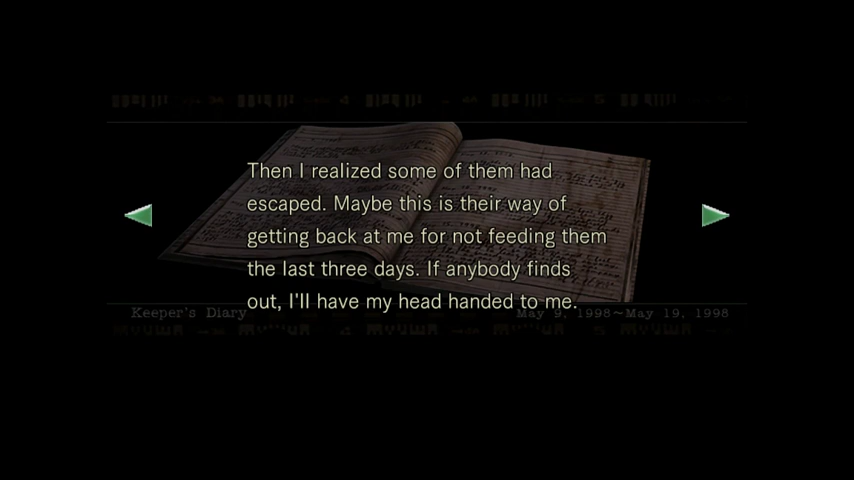 Then I realized some of them had
escaped. Maybe this is their way of
getting back at me for not feeding them
the last three days. If anybody finds
out, I'll have my head handed to me.
Keeper's Diary
May 9, 1998~May 19, 1998